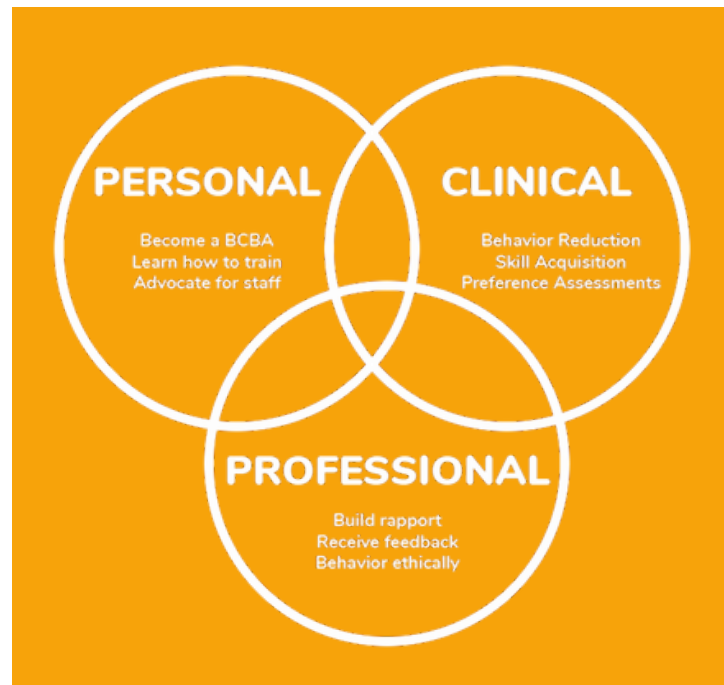 PERSONAL
Become a BCBA
Learn how to train
Advocate for staff
CLINICAL
Behavior Reduction
Skill Acquisition
Preference Assessments
PROFESSIONAL
Build rapport
Receive feedback
Behavior ethically